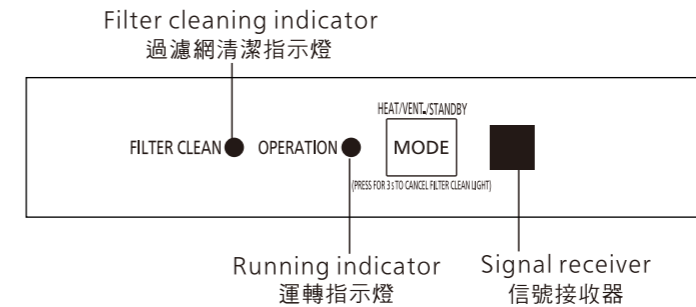 Filter cleaning indicator
過濾網清潔指示燈
HEAT/VENT./STANDBY
FILTER CLEAN OPERATION MODE
(PRESS FOR 3s TO CANCEL FILTER CLEAN LIGHT)
Running indicator
運轉指示燈
Signal receiver
信號接收器